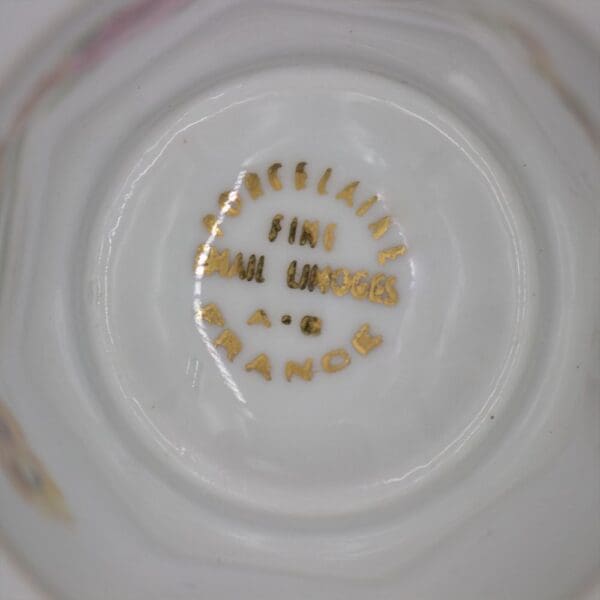 PORCELAINE
FINE
EMAIL LIMOGES
A.G
FRANCE